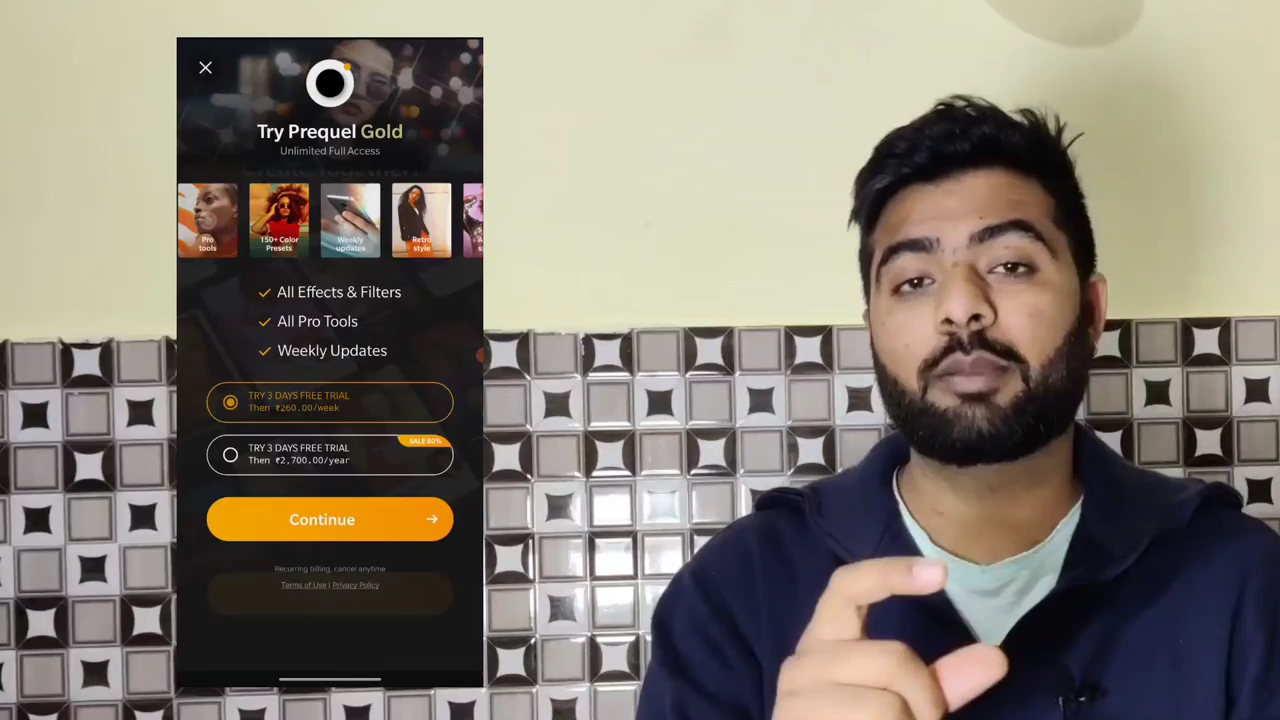 Try Prequel Gold
Unlimited Full Access
Pro
tools
150+ Color
Presets
Weekly
updates
Retro
style
All Effects & Filters
All Pro Tools
Weekly Updates
TRY 3 DAYS FREE TRIAL
Then ₹260.00/week
SALE 80%
TRY 3 DAYS FREE TRIAL
Then ₹2,700.00/year
Continue
Recurring billing, cancel anytime
Terms of Use | Privacy Policy